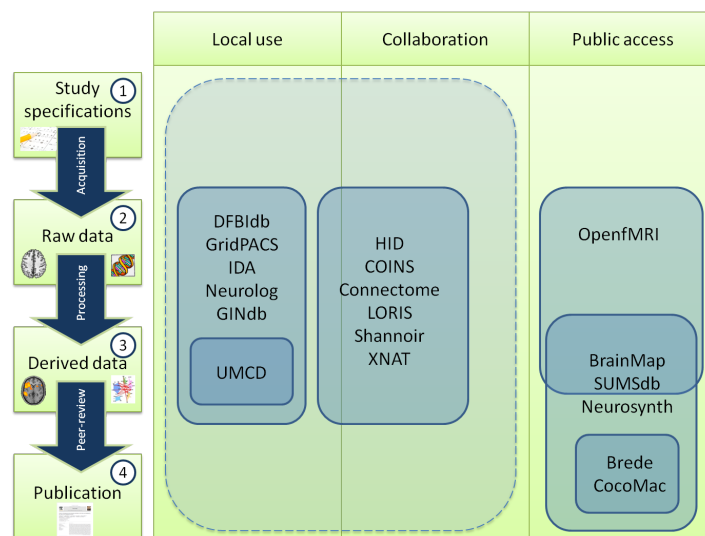 Local use
Collaboration
Public access
Study
specifications
1
Acquisition
2
Raw data
Processing
3
Derived data
Peer-review
4
Publication
DFBIdb
GridPACS
IDA
Neurolog
GINdb
UMCD
HID
COINS
Connectome
LORIS
Shannoir
XNAT
OpenfMRI
BrainMap
SUMSdb
Neurosynth
Brede
CocoMac